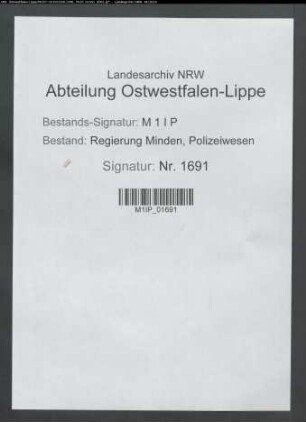 Landesarchiv NRW
Abteilung Ostwestfalen-Lippe
Bestands-Signatur: M 1 I P
Bestand: Regierung Minden, Polizeiwesen
Signatur: Nr. 1691
M1IP_01691